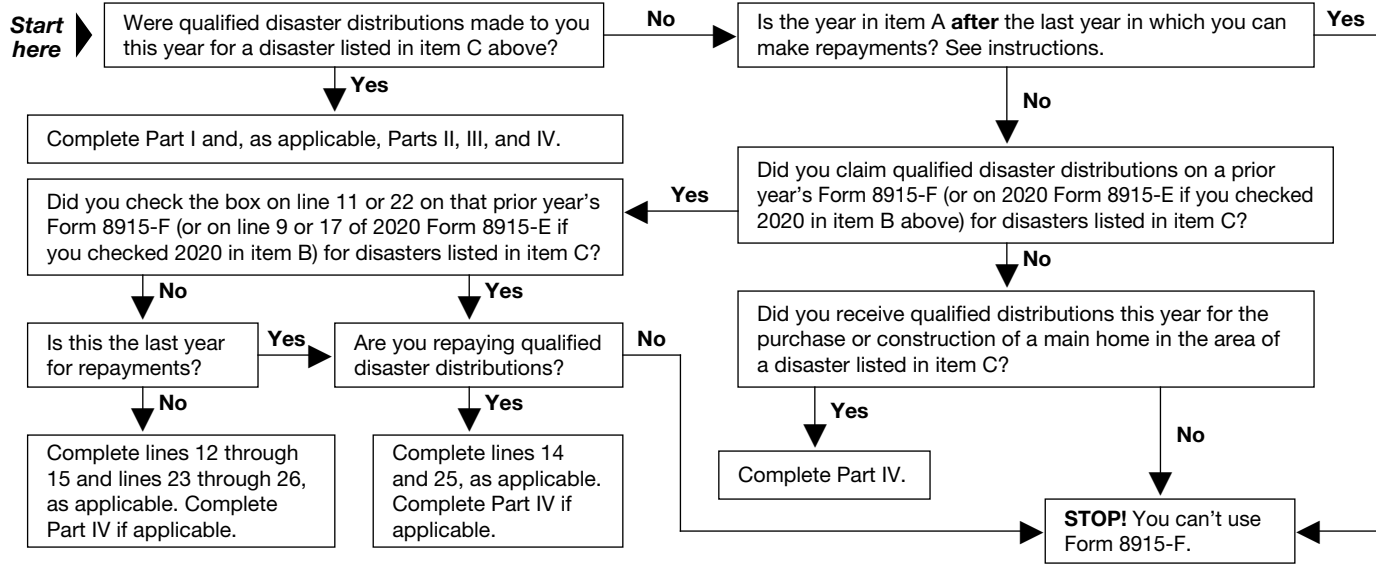 Start
here
Were qualified disaster distributions made to you
this year for a disaster listed in item C above?
No
Is the year in item A after the last year in which you can
make repayments? See instructions.
Yes
Yes
No
Complete Part I and, as applicable, Parts II, III, and IV.
Did you claim qualified disaster distributions on a prior
year's Form 8915-F (or on 2020 Form 8915-E if you checked
2020 in item B above) for disasters listed in item C?
Yes
Did you check the box on line 11 or 22 on that prior year's
Form 8915-F (or on line 9 or 17 of 2020 Form 8915-E if
you checked 2020 in item B) for disasters listed in item C?
No
No
Yes
Did you receive qualified distributions this year for the
purchase or construction of a main home in the area of
a disaster listed in item C?
Is this the last year
for repayments?
Yes
Are you repaying qualified
disaster distributions?
No
No
Yes
Yes
No
Complete lines 12 through
15 and lines 23 through 26,
as applicable. Complete
Part IV if applicable.
Complete lines 14
and 25, as applicable.
Complete Part IV if
applicable.
Complete Part IV.
STOP! You can't use
Form 8915-F.